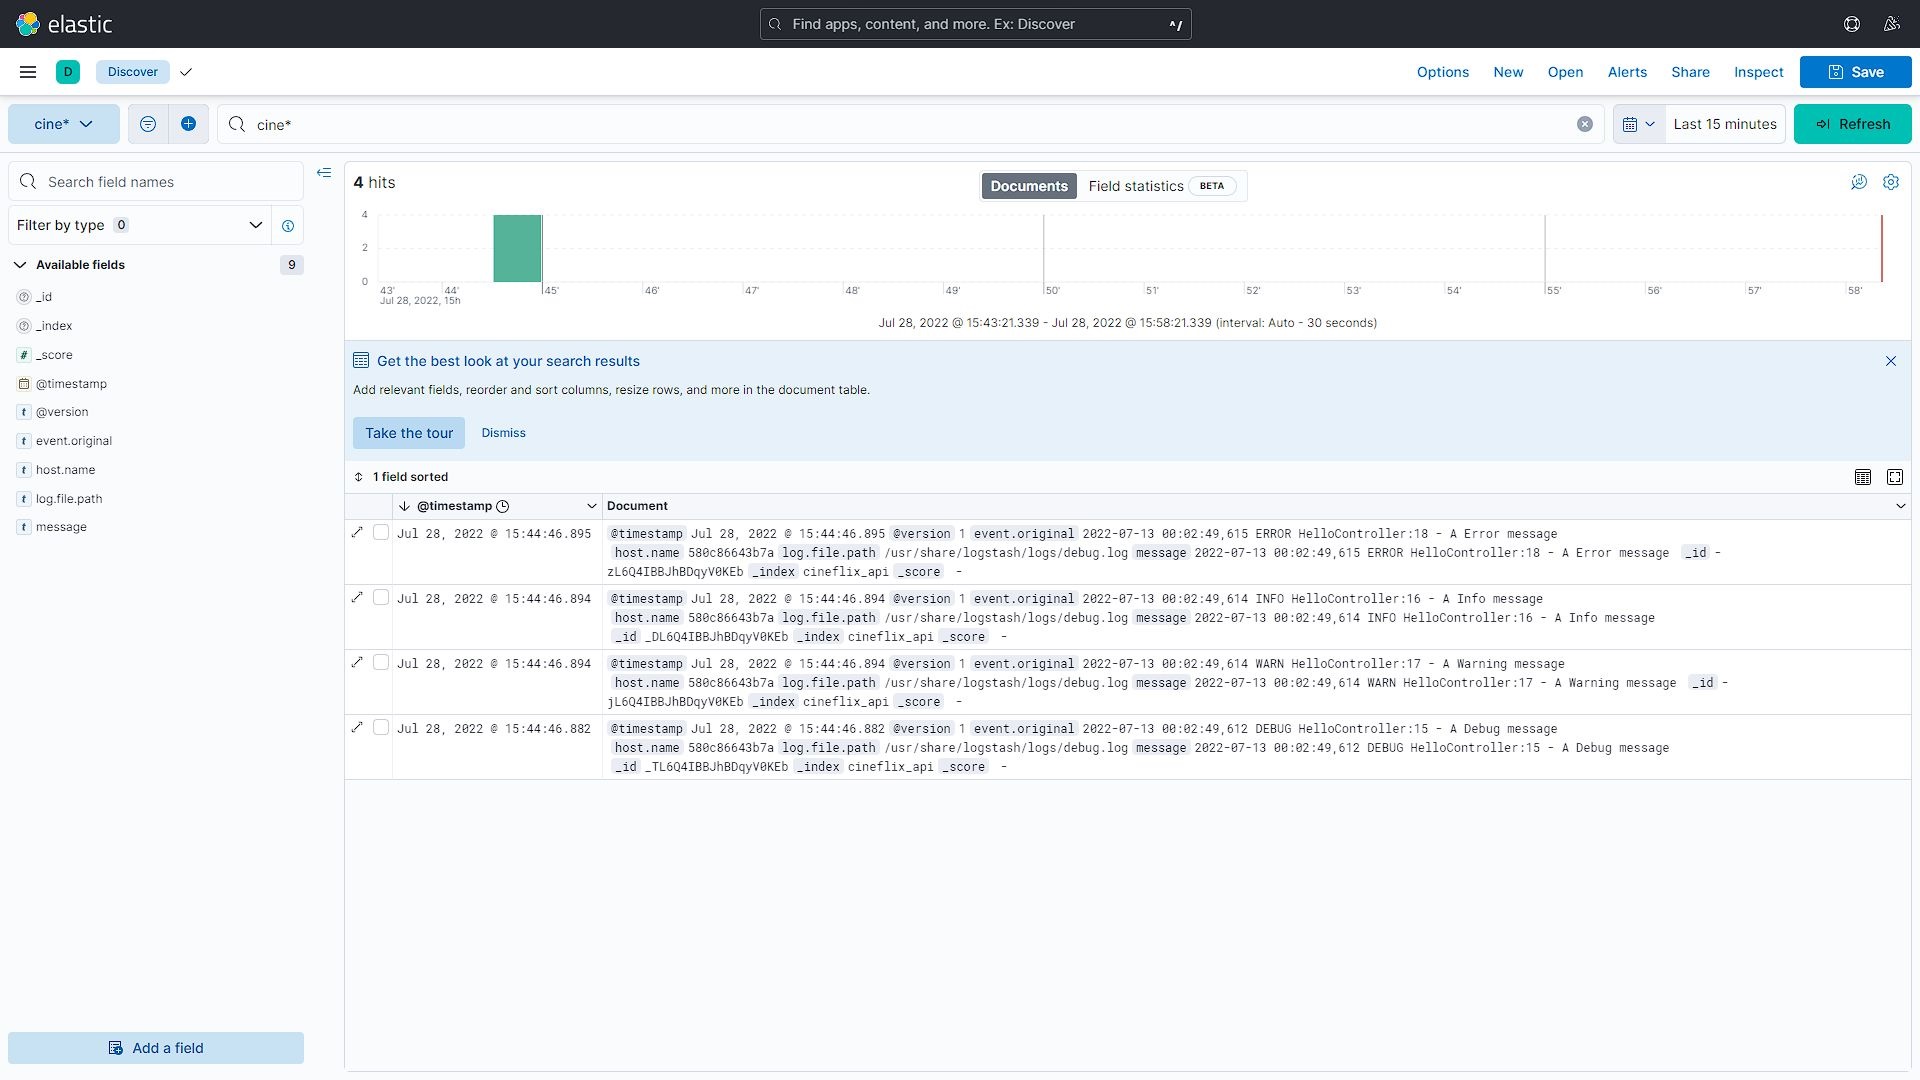 elastic
Find apps, content, and more. Ex: Discover
^/
D
Discover
Options
New
Open
Alerts
Share
Inspect
Save
cine*
cine*
Last 15 minutes
Refresh
Search field names
Filter by type 0
Available fields 9
_id
_index
# _score
@timestamp
t @version
t event.original
t host.name
t log.file.path
t message
Add a field
4 hits
Documents
Field statistics BETA
4
2
0
43' 44' 45' 46' 47' 48' 49' 50' 51' 52' 53' 54' 55' 56' 57' 58'
Jul 28, 2022, 15h
Jul 28, 2022 @ 15:43:21.339 - Jul 28, 2022 @ 15:58:21.339 (interval: Auto - 30 seconds)
Get the best look at your search results
Add relevant fields, reorder and sort columns, resize rows, and more in the document table.
Take the tour
Dismiss
1 field sorted
@timestamp
Document
Jul 28, 2022 @ 15:44:46.895
@timestamp Jul 28, 2022 @ 15:44:46.895 @version 1 event.original 2022-07-13 00:02:49,615 ERROR HelloController:18 - A Error message
host.name 580c86643b7a log.file.path /usr/share/logstash/logs/debug.log message 2022-07-13 00:02:49,615 ERROR HelloController:18 - A Error message _id -
zL6Q4IBBJhBDqyV0KEb _index cineflix_api _score -
Jul 28, 2022 @ 15:44:46.894
@timestamp Jul 28, 2022 @ 15:44:46.894 @version 1 event.original 2022-07-13 00:02:49,614 INFO HelloController:16 - A Info message
host.name 580c86643b7a log.file.path /usr/share/logstash/logs/debug.log message 2022-07-13 00:02:49,614 INFO HelloController:16 - A Info message
_id _DL6Q4IBBJhBDqyV0KEb _index cineflix_api _score -
Jul 28, 2022 @ 15:44:46.894
@timestamp Jul 28, 2022 @ 15:44:46.894 @version 1 event.original 2022-07-13 00:02:49,614 WARN HelloController:17 - A Warning message
host.name 580c86643b7a log.file.path /usr/share/logstash/logs/debug.log message 2022-07-13 00:02:49,614 WARN HelloController:17 - A Warning message _id -
jL6Q4IBBJhBDqyV0KEb _index cineflix_api _score -
Jul 28, 2022 @ 15:44:46.882
@timestamp Jul 28, 2022 @ 15:44:46.882 @version 1 event.original 2022-07-13 00:02:49,612 DEBUG HelloController:15 - A Debug message
host.name 580c86643b7a log.file.path /usr/share/logstash/logs/debug.log message 2022-07-13 00:02:49,612 DEBUG HelloController:15 - A Debug message
_id _TL6Q4IBBJhBDqyV0KEb _index cineflix_api _score -